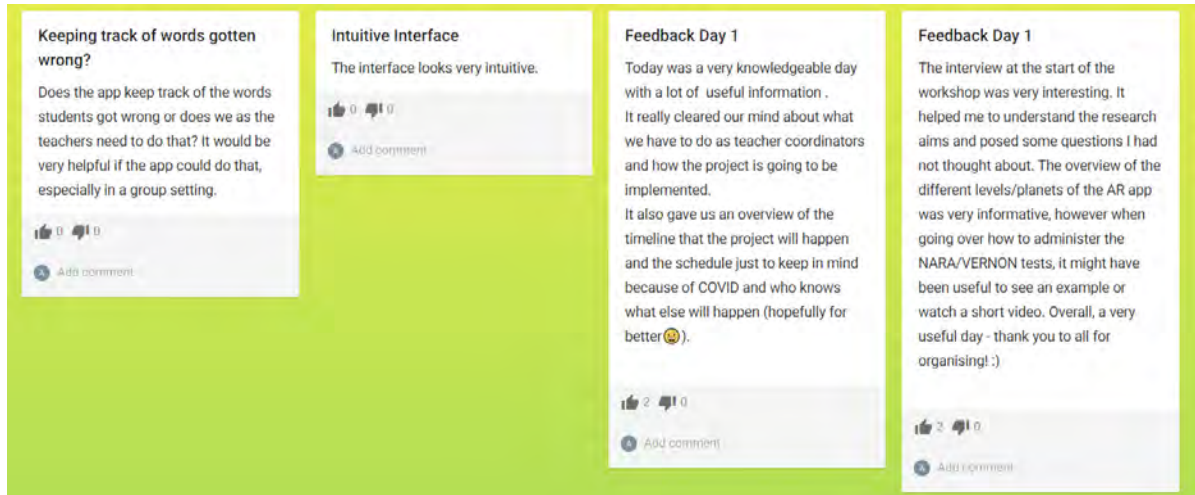 Keeping track of words gotten
wrong?
Does the app keep track of the words
students got wrong or does we as the
teachers need to do that? It would be
very helpful if the app could do that,
especially in a group setting.
0 0
Add comment
Intuitive Interface
The interface looks very intuitive.
0 0
Add comment
Feedback Day 1
Today was a very knowledgeable day
with a lot of useful information .
It really cleared our mind about what
we have to do as teacher coordinators
and how the project is going to be
implemented.
It also gave us an overview of the
timeline that the project will happen
and the schedule just to keep in mind
because of COVID and who knows
what else will happen (hopefully for
better😀).
2 0
Add comment
Feedback Day 1
The interview at the start of the
workshop was very interesting. It
helped me to understand the research
aims and posed some questions I had
not thought about. The overview of the
different levels/planets of the AR app
was very informative, however when
going over how to administer the
NARA/VERNON tests, it might have
been useful to see an example or
watch a short video. Overall, a very
useful day - thank you to all for
organising! :)
2 0
Add comment